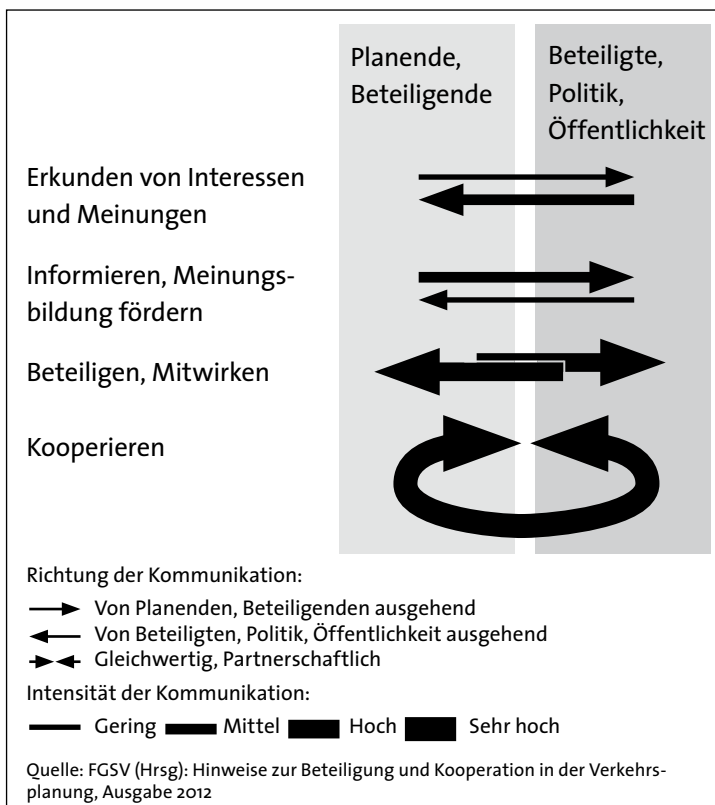 Planende,
Beteiligende
Beteiligte,
Politik,
Öffentlichkeit
Erkunden von Interessen
und Meinungen
Informieren, Meinungs-
bildung fördern
Beteiligen, Mitwirken
Kooperieren
Richtung der Kommunikation:
Von Planenden, Beteiligenden ausgehend
Von Beteiligten, Politik, Öffentlichkeit ausgehend
Gleichwertig, Partnerschaftlich
Intensität der Kommunikation:
Gering Mittel Hoch Sehr hoch
Quelle: FGSV (Hrsg): Hinweise zur Beteiligung und Kooperation in der Verkehrs-
planung, Ausgabe 2012